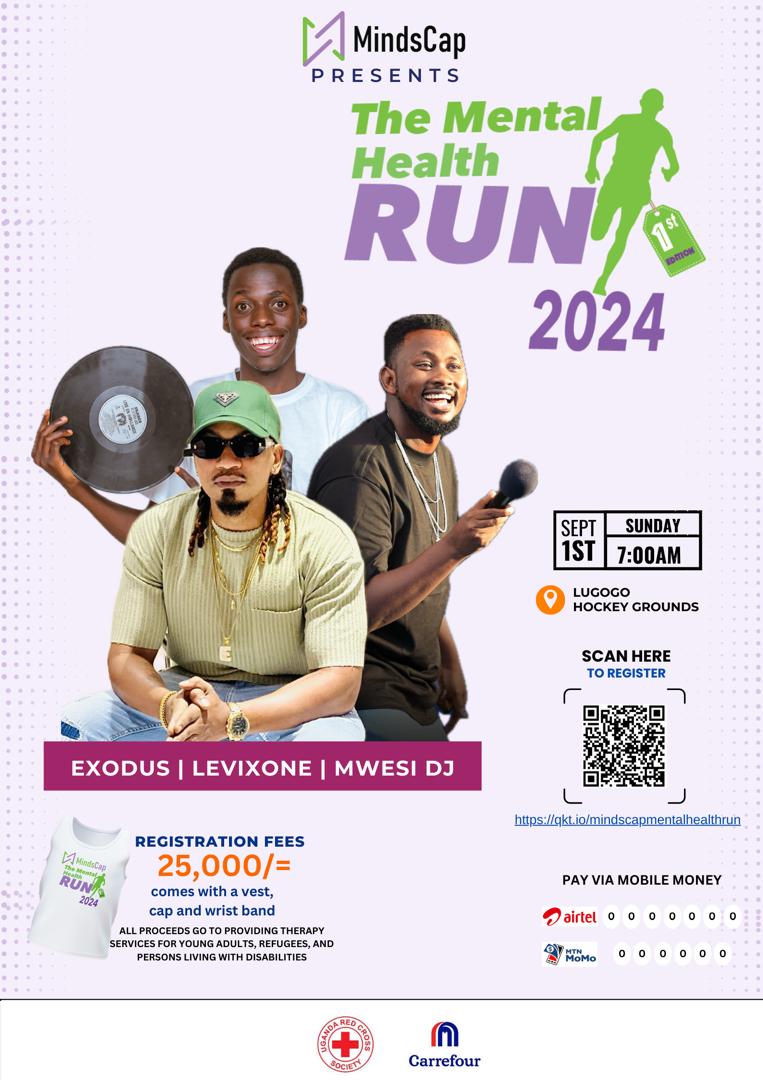 MindsCap
PRESENTS
The Mental
Health
RUN
1st
EDITION
2024
SEPT
1ST
SUNDAY
7:00AM
LUGOGO
HOCKEY GROUNDS
SCAN HERE
TO REGISTER
https://qkt.io/mindscapmentalhealthrun
E
EXODUS | LEVIXONE | MWESI DJ
MindsCap
The Mental
Health
RUN
2024
REGISTRATION FEES
25,000/=
comes with a vest,
cap and wrist band
ALL PROCEEDS GO TO PROVIDING THERAPY
SERVICES FOR YOUNG ADULTS, REFUGEES, AND
PERSONS LIVING WITH DISABILITIES
PAY VIA MOBILE MONEY
airtel 0 0 0 0 0 0 0
MTN
MoMo 0 0 0 0 0 0
UGANDA RED CROSS
SOCIETY
Carrefour